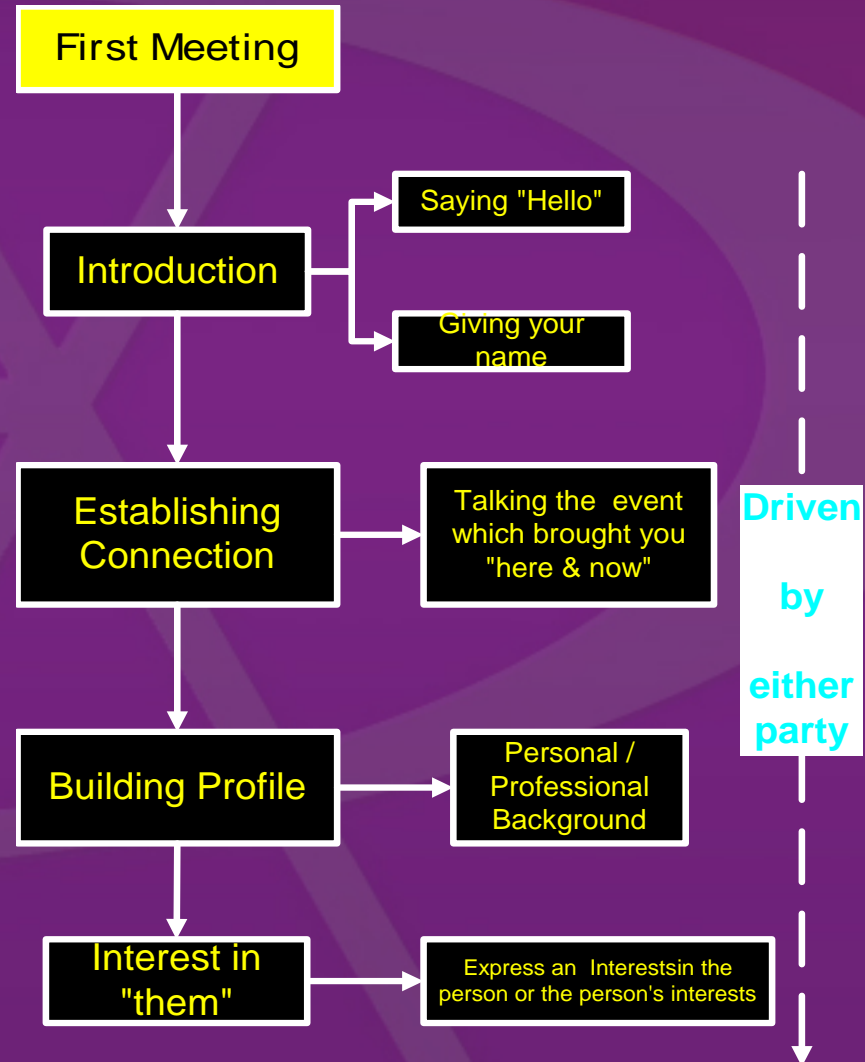 First Meeting
Saying "Hello"
Introduction
Giving your
name
Establishing
Connection
Talking the event
which brought you
"here & now"
Driven
by
either
party
Building Profile
Personal /
Professional
Background
Interest in
"them"
Express an Interestsin the
person or the person's interests